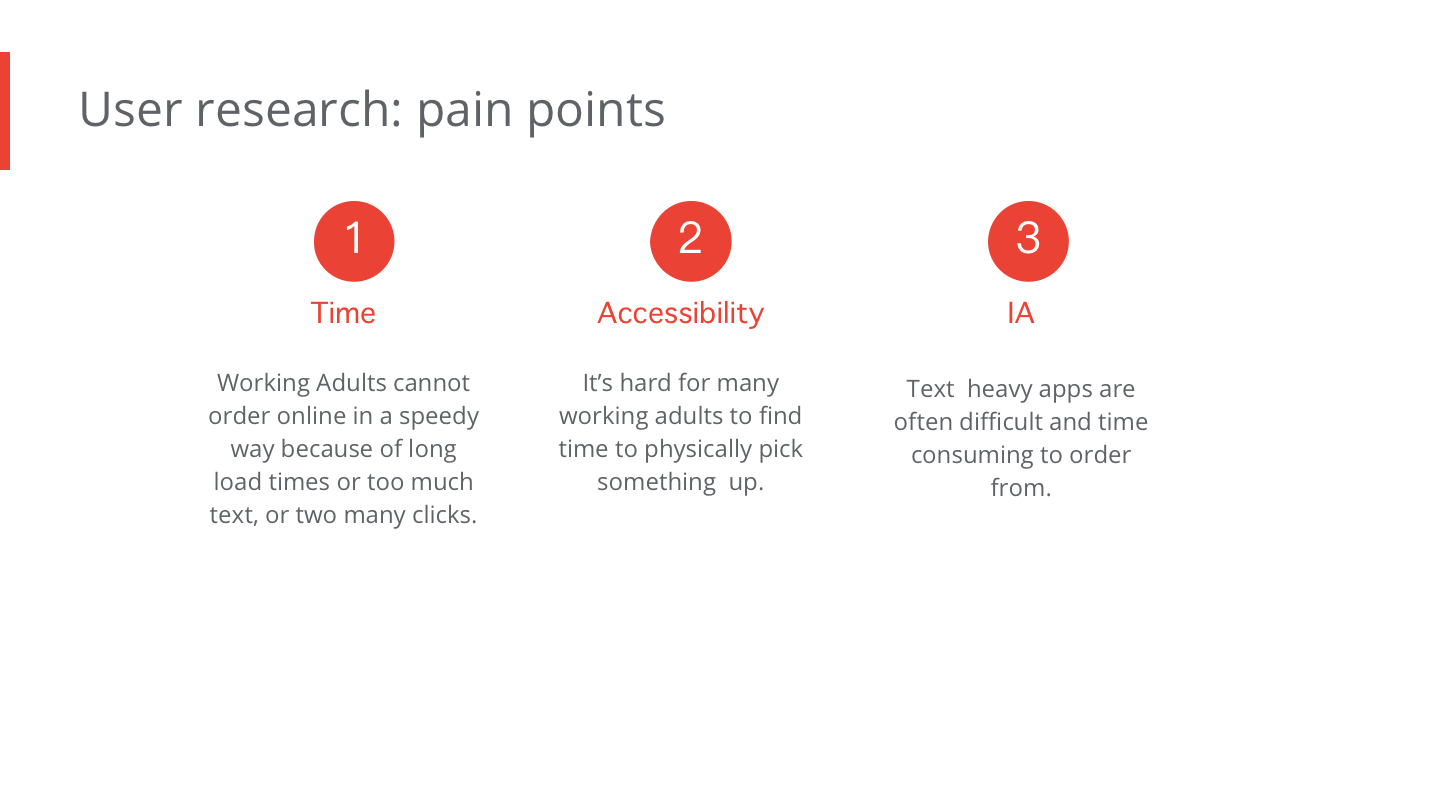 User research: pain points
1
Time
Working Adults cannot
order online in a speedy
way because of long
load times or too much
text, or two many clicks.
2
Accessibility
It’s hard for many
working adults to find
time to physically pick
something  up.
3
IA
Text  heavy apps are
often difficult and time
consuming to order
from.